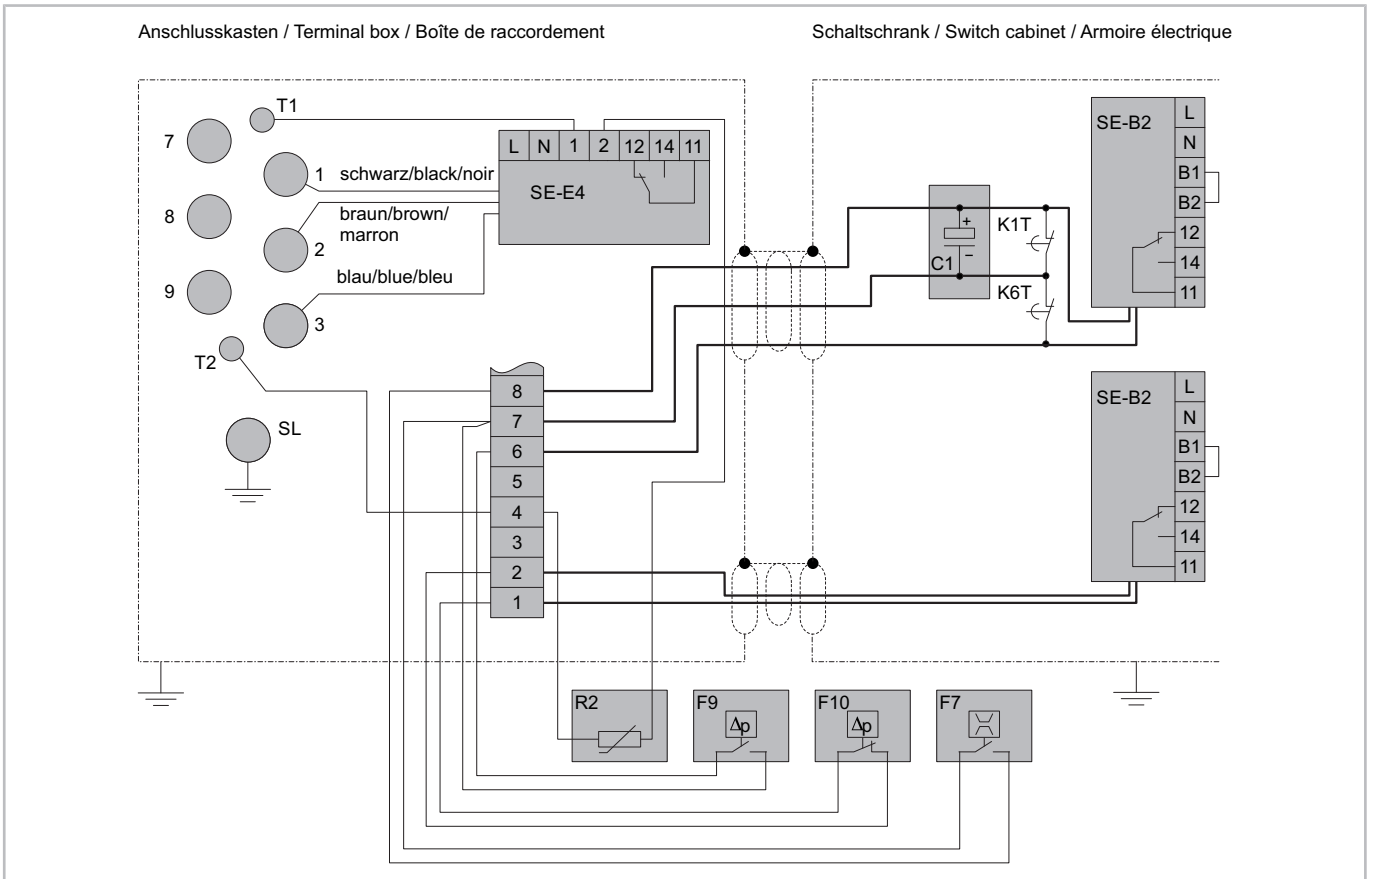 Anschlusskasten / Terminal box / Boîte de raccordement
Schaltschrank / Switch cabinet / Armoire électrique
T1
7
1
schwarz/black/noir
8
braun/brown/
marron
2
9
blau/blue/bleu
3
T2
SL
L N 1 2 12 14 11
SE-E4
8
7
6
5
4
3
2
1
C1
+
−
K1T
K6T
SE-B2
L
N
B1
B2
12
14
11
SE-B2
L
N
B1
B2
12
14
11
R2
F9
Δp
F10
Δp
F7